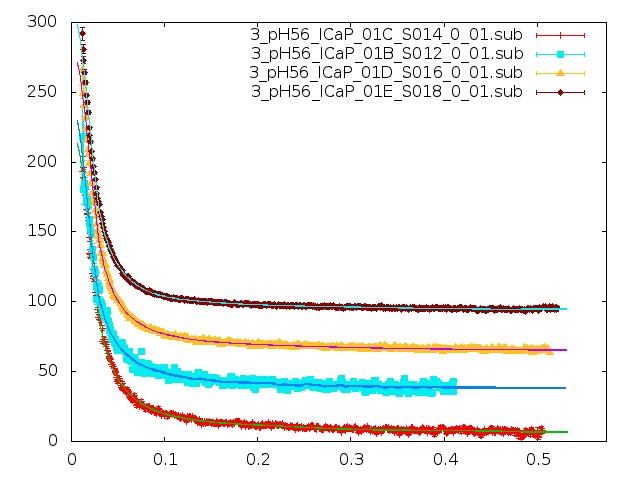 300
250
200
150
100
50
0
3_pH56_ICaP_01C_S014_0_01.sub
3_pH56_ICaP_01B_S012_0_01.sub
3_pH56_ICaP_01D_S016_0_01.sub
3_pH56_ICaP_01E_S018_0_01.sub
0 0.1 0.2 0.3 0.4 0.5